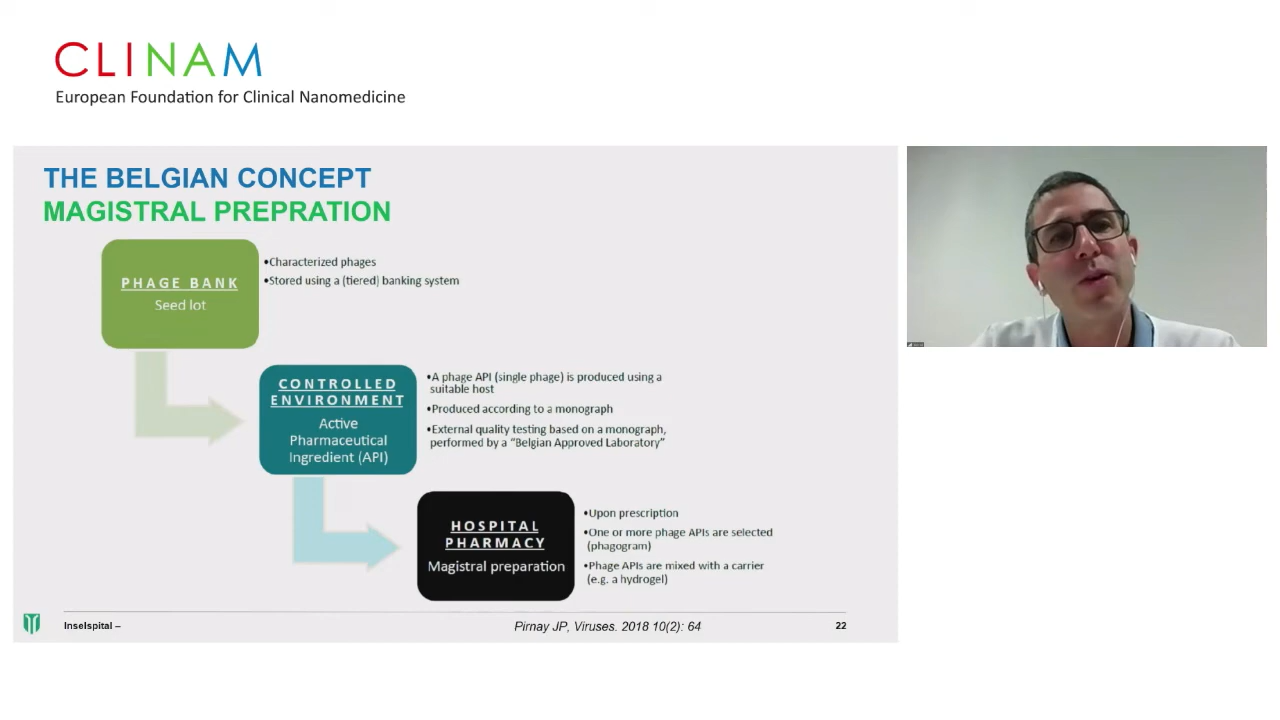 CLINAM
European Foundation for Clinical Nanomedicine
THE BELGIAN CONCEPT
MAGISTRAL PREPRATION
PHAGE BANK
Seed lot
•Characterized phages
•Stored using a (tiered) banking system
CONTROLLED
ENVIRONMENT
Active
Pharmaceutical
Ingredient (API)
•A phage API (single phage) is produced using a
suitable host
•Produced according to a monograph
•External quality testing based on a monograph,
performed by a “Belgian Approved Laboratory”
HOSPITAL
PHARMACY
Magistral preparation
•Upon prescription
•One or more phage APIs are selected
(phagogram)
•Phage APIs are mixed with a carrier
(e.g. a hydrogel)
Inselspital –
Pirnay JP, Viruses. 2018 10(2): 64
22